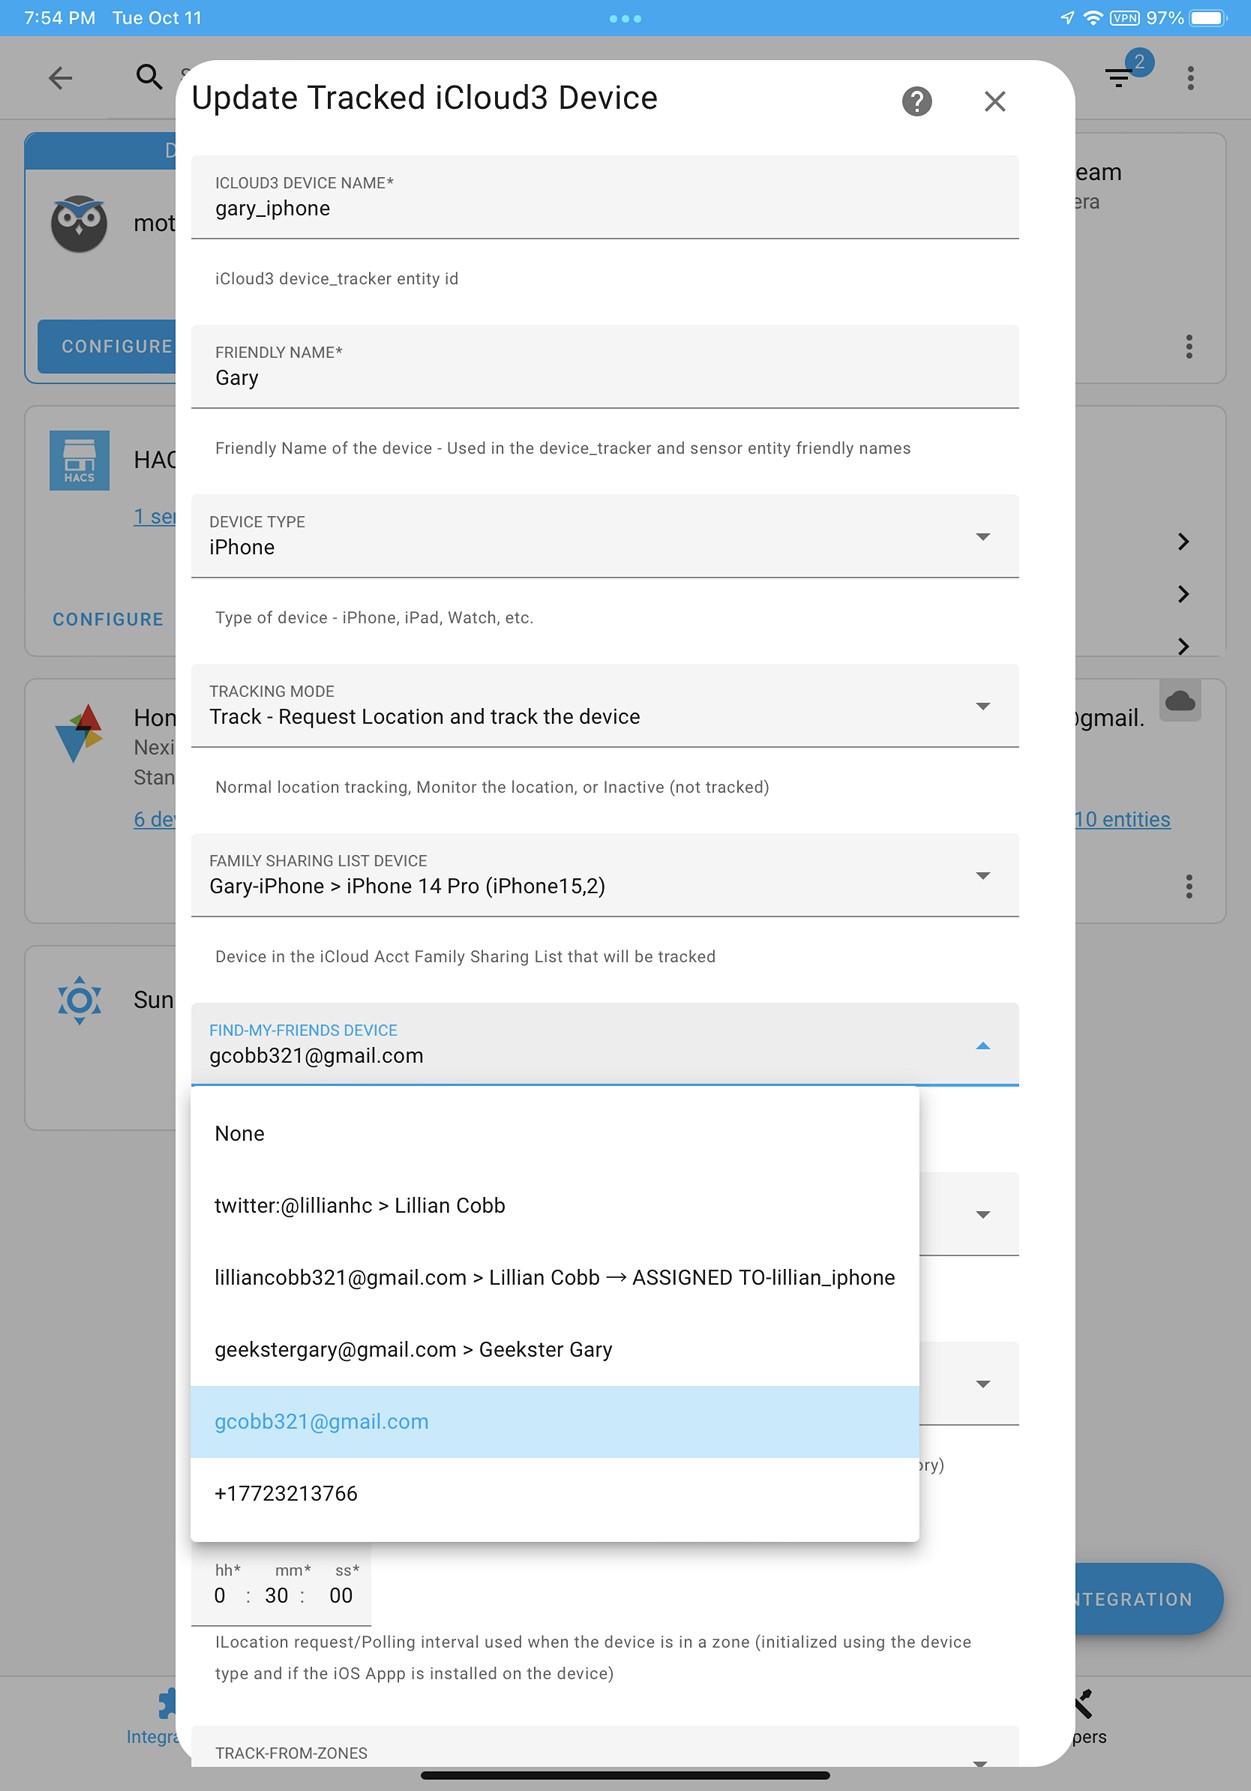 7:54 PM Tue Oct 11
VPN 97%
2
Update Tracked iCloud3 Device
ICLOUD3 DEVICE NAME*
gary_iphone
iCloud3 device_tracker entity id
FRIENDLY NAME*
Gary
Friendly Name of the device - Used in the device_tracker and sensor entity friendly names
DEVICE TYPE
iPhone
Type of device - iPhone, iPad, Watch, etc.
TRACKING MODE
Track - Request Location and track the device
Normal location tracking, Monitor the location, or Inactive (not tracked)
FAMILY SHARING LIST DEVICE
Gary-iPhone > iPhone 14 Pro (iPhone15,2)
Device in the iCloud Acct Family Sharing List that will be tracked
FIND-MY-FRIENDS DEVICE
gcobb321@gmail.com
None
twitter:@lillianhc > Lillian Cobb
lilliancobb321@gmail.com > Lillian Cobb → ASSIGNED TO-lillian_iphone
geekstergary@gmail.com > Geekster Gary
gcobb321@gmail.com
+17723213766
ory)
hh* mm* ss*
0 : 30 : 00
ILocation request/Polling interval used when the device is in a zone (initialized using the device
type and if the iOS Appp is installed on the device)
TRACK-FROM-ZONES
mot
CONFIGURE
HACS
HAC
1 ser
CONFIGURE
Hon
Nexi
Stan
6 dev
Sun
Integra
eam
era
@gmail.
10 entities
NTEGRATION
pers